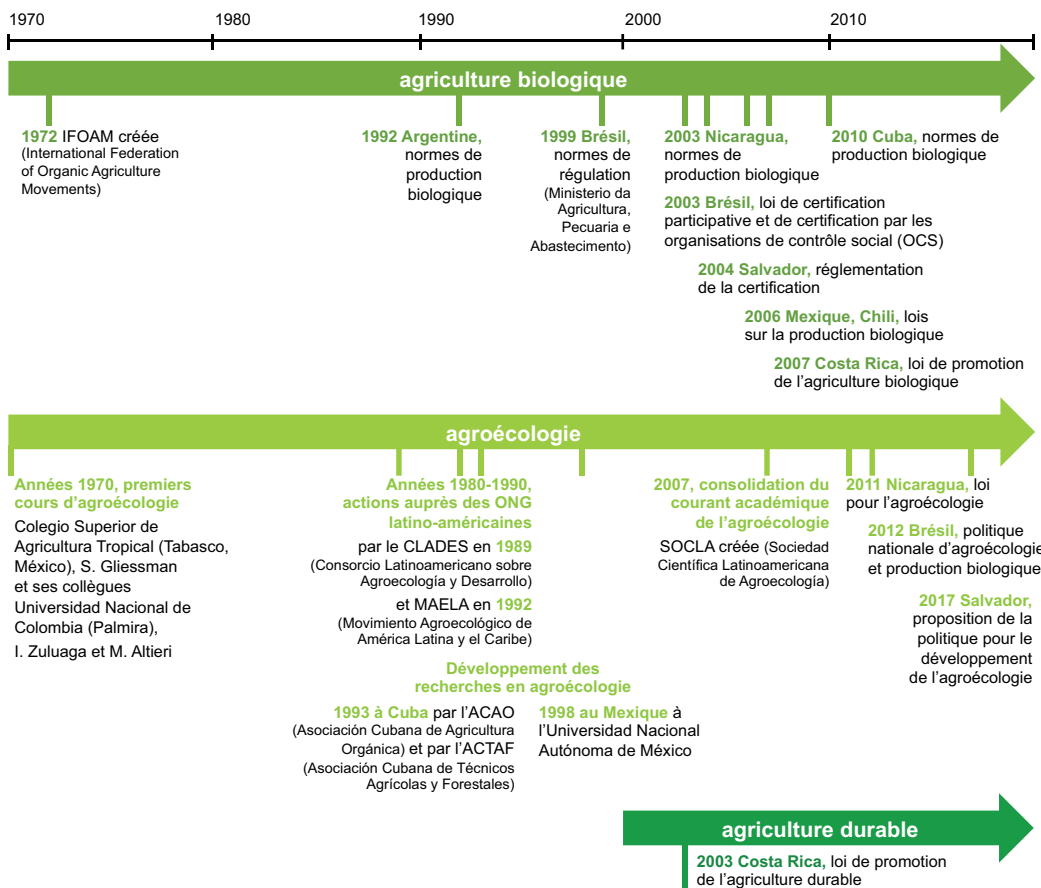 1970 1980 1990 2000 2010
agriculture biologique
1972 IFOAM créée
(International Federation
of Organic Agriculture
Movements)
1992 Argentine,
normes de
production
biologique
1999 Brésil,
normes de
régulation
(Ministerio da
Agricultura,
Pecuaria e
Abastecimento)
2003 Nicaragua,
normes de
production biologique
2003 Brésil, loi de certification
participative et de certification par les
organisations de contrôle social (OCS)
2004 Salvador, réglementation
de la certification
2006 Mexique, Chili, lois
sur la production biologique
2007 Costa Rica, loi de promotion
de l'agriculture biologique
2010 Cuba, normes de
production biologique
agroécologie
Années 1970, premiers
cours d'agroécologie
Colegio Superior de
Agricultura Tropical (Tabasco,
México), S. Gliessman
et ses collègues
Universidad Nacional de
Colombia (Palmira),
I. Zuluaga et M. Altieri
Années 1980-1990,
actions auprès des ONG
latino-américaines
par le CLADES en 1989
(Consorcio Latinoamericano sobre
Agroecología y Desarrollo)
et MAELA en 1992
(Movimiento Agroecológico de
América Latina y el Caribe)
Développement des
recherches en agroécologie
1993 à Cuba par l'ACAO
(Asociación Cubana de Agricultura
Orgánica) et par l'ACTAF
(Asociación Cubana de Técnicos
Agrícolas y Forestales)
1998 au Mexique à
l'Universidad Nacional
Autónoma de México
2007, consolidation du
courant académique
de l'agroécologie
SOCLA créée (Sociedad
Científica Latinoamericana
de Agroecología)
2011 Nicaragua, loi
pour l'agroécologie
2012 Brésil, politique
nationale d'agroécologie
et production biologique
2017 Salvador,
proposition de la
politique pour le
développement
de l'agroécologie
agriculture durable
2003 Costa Rica, loi de promotion
de l'agriculture durable